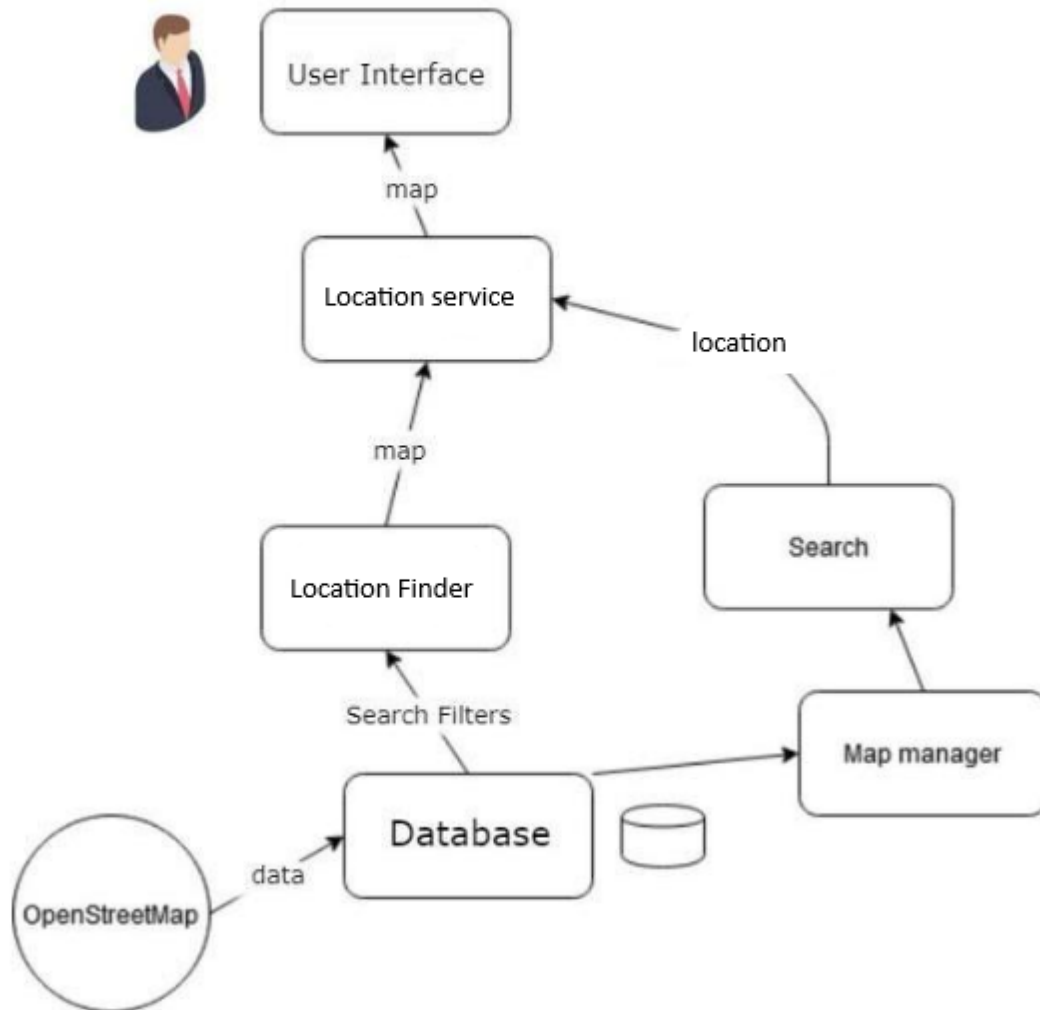 User Interface
map
Location service
location
map
Search
Location Finder
Search Filters
Map manager
Database
data
OpenStreetMap